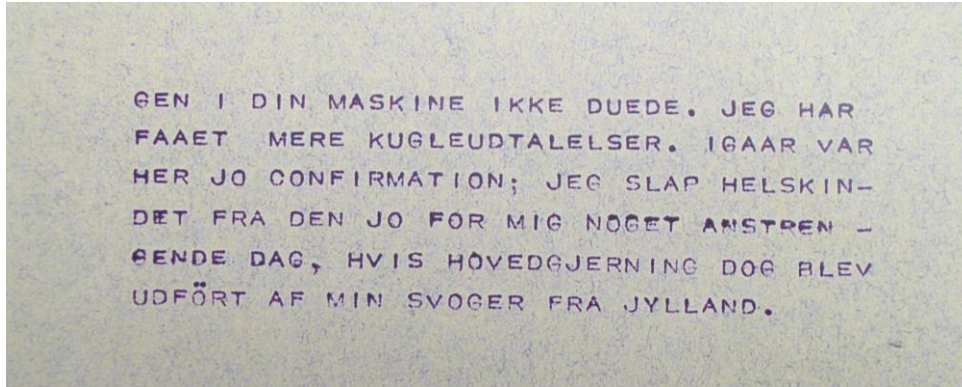 GEN I DIN MASKINE IKKE DUEDE. JEG HAR
FAAET MERE KUGLEUDTALELSER. IGAAR VAR
HER JO CONFIRMATION; JEG SLAP HELSKIN-
DET FRA DEN JO FOR MIG NOGET ANSTREN -
GENDE DAG, HVIS HOVEDGJERNING DOG BLEV
UDFÖRT AF MIN SVOGER FRA JYLLAND.